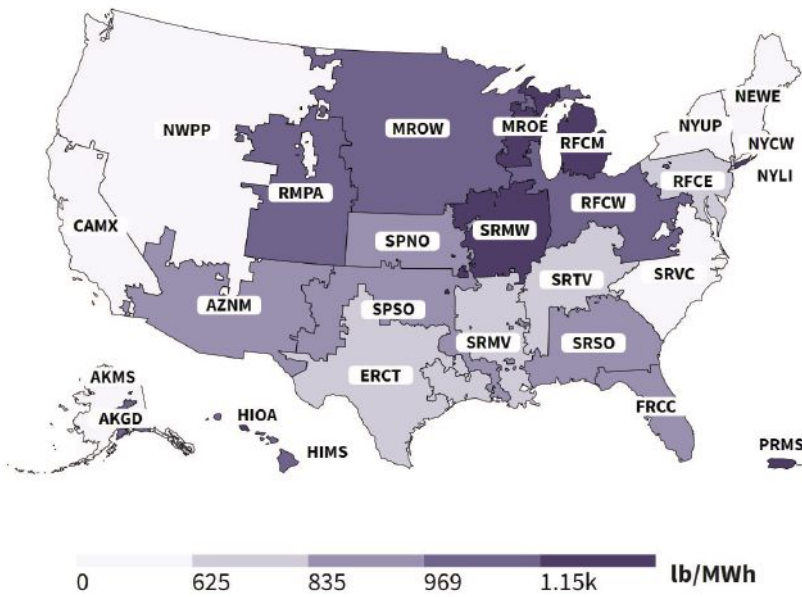 NEWE
NWPP
MROW
MROE
NYUP
RFCM
NYCW
NYLI
RFCE
RMPA
RFCW
CAMX
SPNO
SRMW
SRTV
SRVC
AZNM
SPSO
SRMV
SRSO
ERCT
AKMS
AKGD
HIOA
FRCC
HIMS
PRMS
0 625 835 969 1.15k lb/MWh